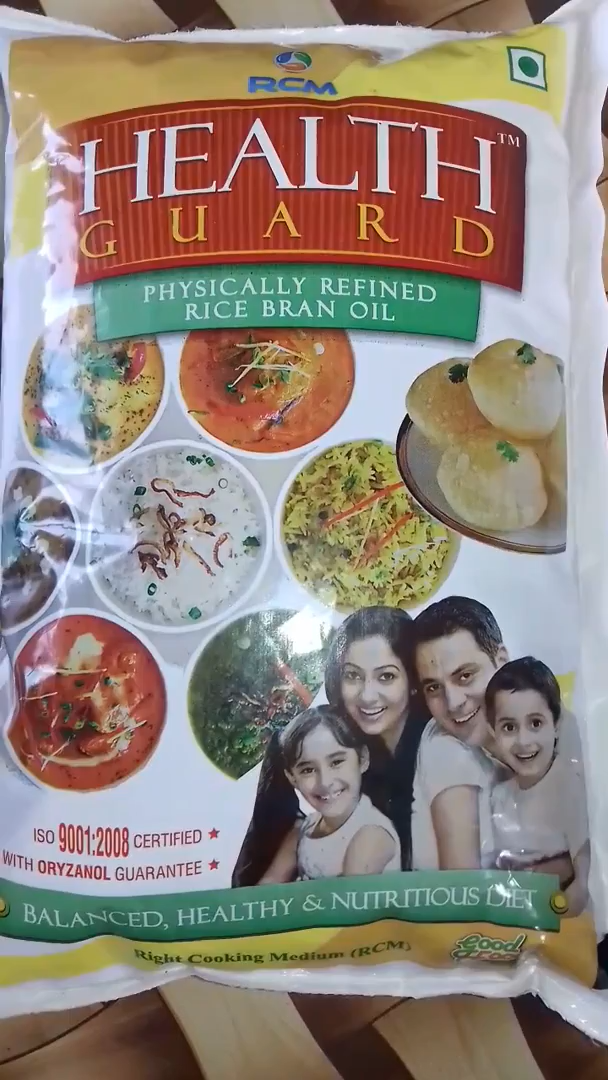 RCM
HEALTH™
GUARD
PHYSICALLY REFINED
RICE BRAN OIL
ISO 9001:2008 CERTIFIED ★
WITH ORYZANOL GUARANTEE ★
BALANCED, HEALTHY & NUTRITIOUS DIET
Right Cooking Medium (RCM)
Good